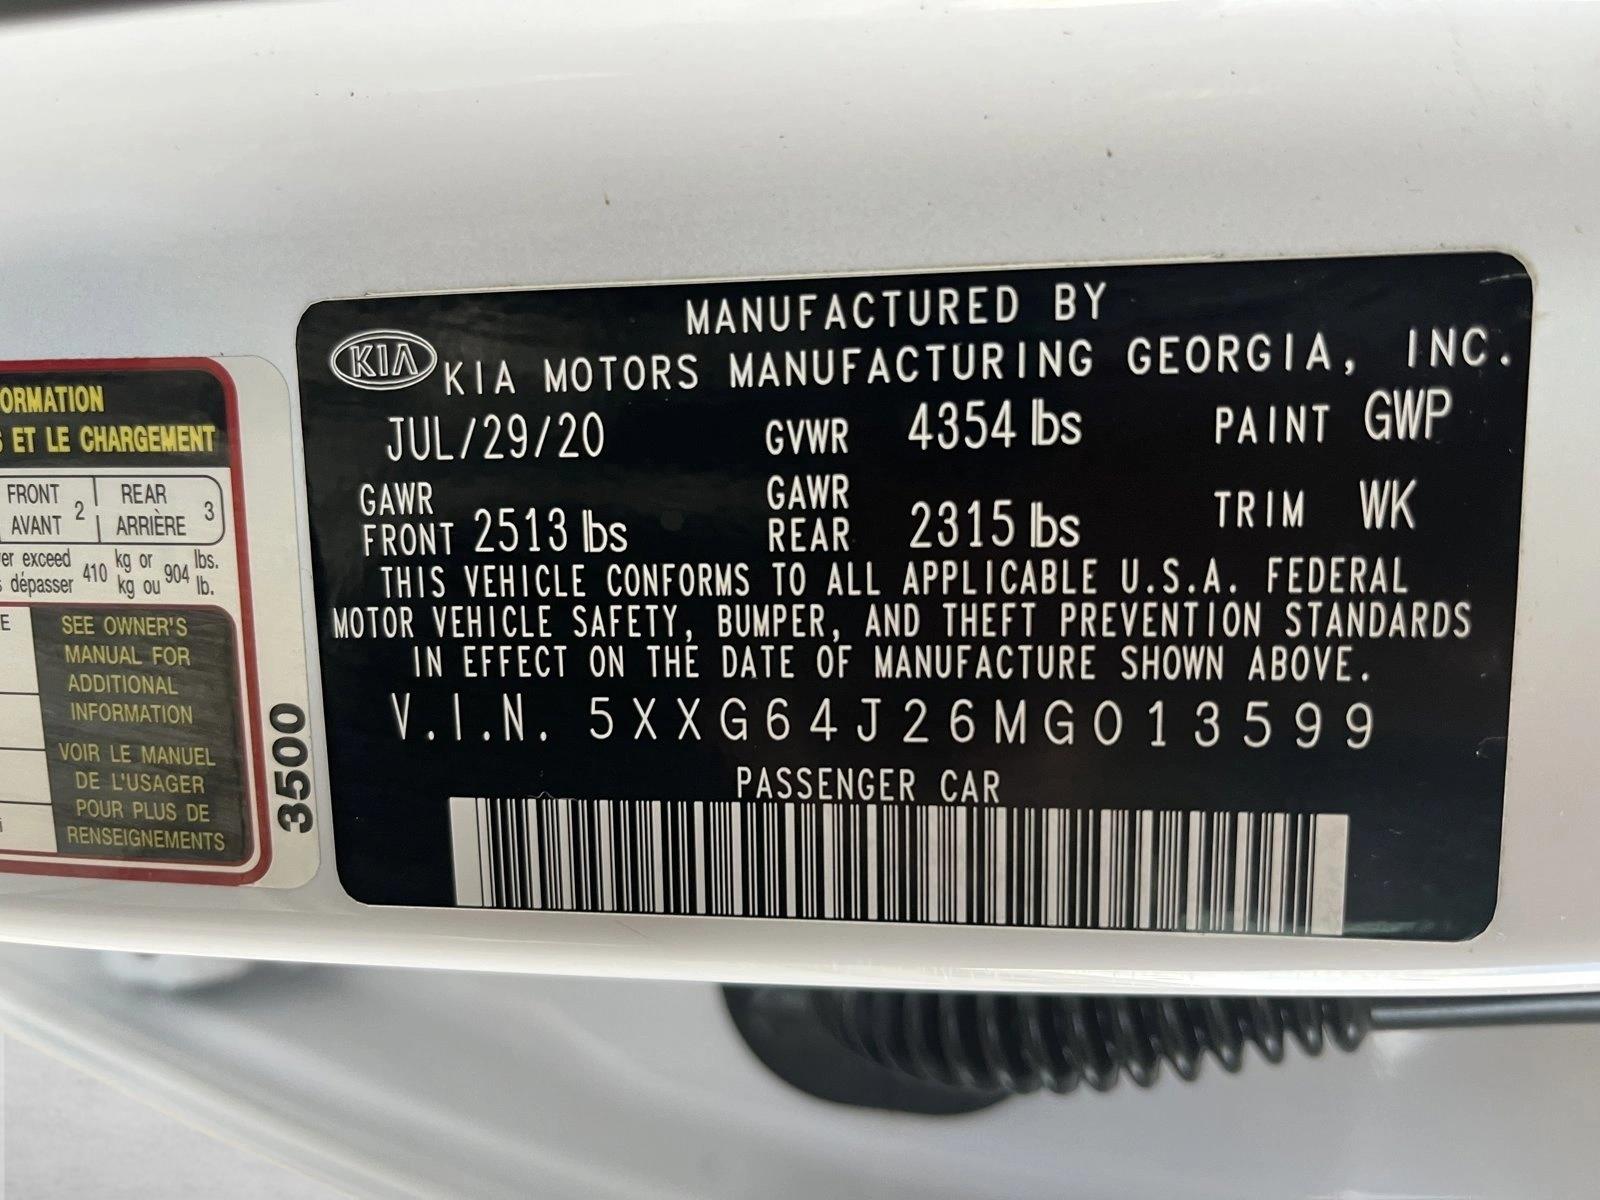 MANUFACTURED BY
KIA KIA MOTORS MANUFACTURING GEORGIA, INC.
JUL/29/20 GVWR 4354 lbs PAINT GWP
GAWR FRONT 2513 lbs GAWR REAR 2315 lbs TRIM WK
THIS VEHICLE CONFORMS TO ALL APPLICABLE U.S.A. FEDERAL
MOTOR VEHICLE SAFETY, BUMPER, AND THEFT PREVENTION STANDARDS
IN EFFECT ON THE DATE OF MANUFACTURE SHOWN ABOVE.
V.I.N. 5XXG64J26MG013599
PASSENGER CAR
ORMATION
S ET LE CHARGEMENT
FRONT 2 REAR 3
AVANT ARRIÈRE
er exceed 410 kg or 904 lbs.
dépasser kg ou lb.
E
SEE OWNER'S
MANUAL FOR
ADDITIONAL
INFORMATION
VOIR LE MANUEL
DE L'USAGER
POUR PLUS DE
RENSEIGNEMENTS
3500